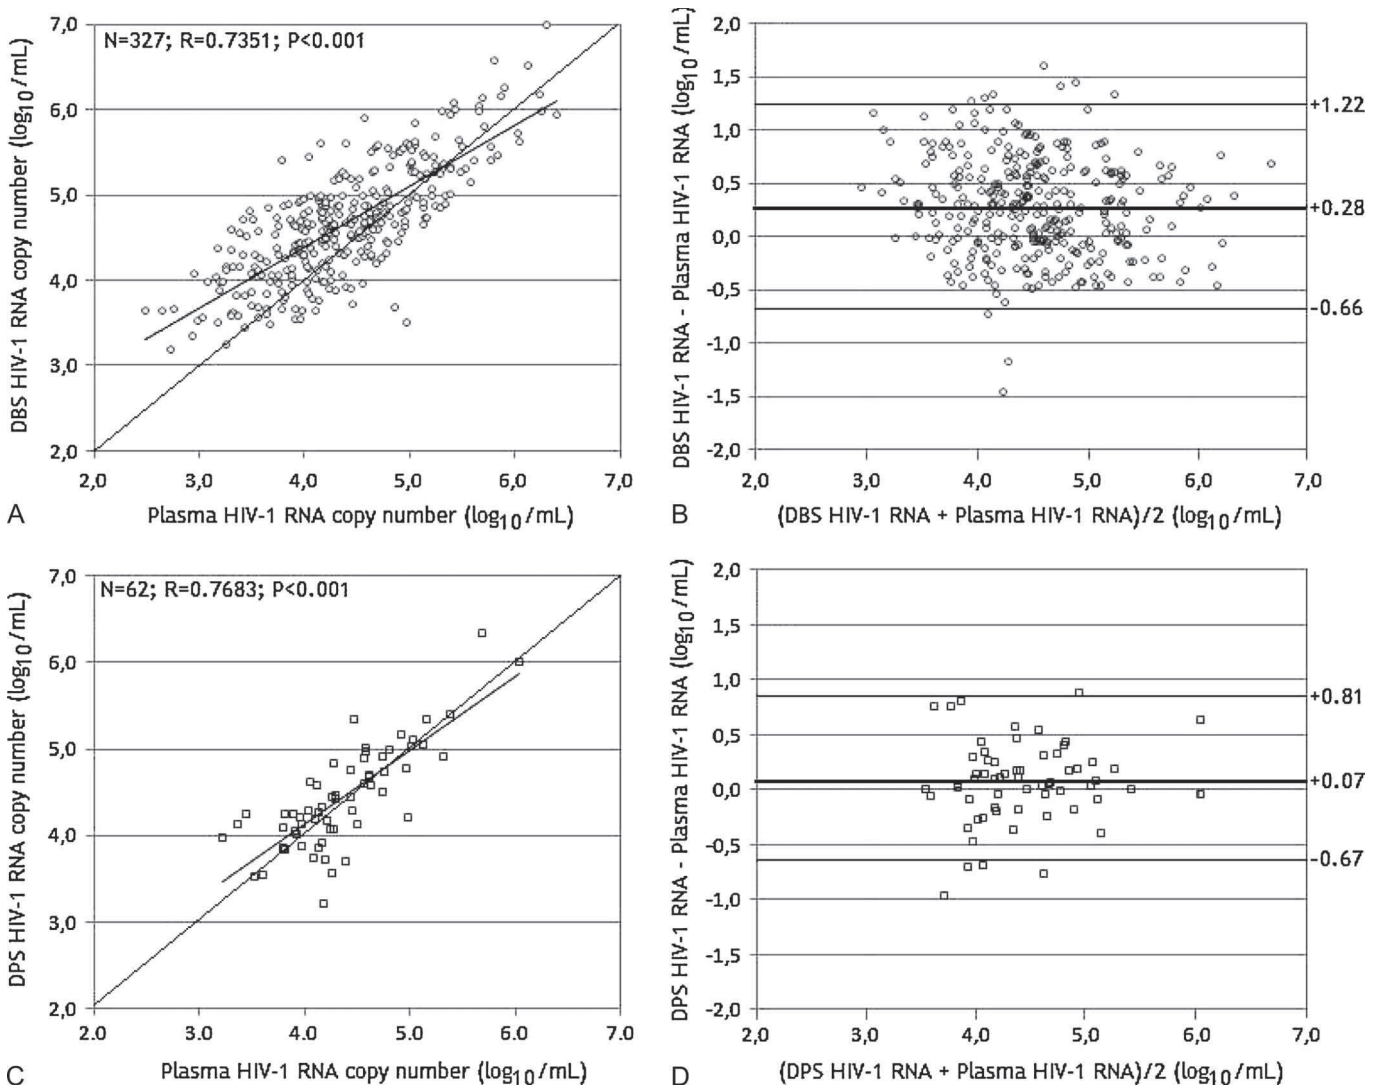 7,0
6,0
5,0
4,0
3,0
2,0
DBS HIV-1 RNA copy number (log10/mL)
N=327; R=0.7351; P<0.001
2,0 3,0 4,0 5,0 6,0 7,0
A Plasma HIV-1 RNA copy number (log10/mL)
2,0
1,5
1,0
0,5
0,0
-0,5
-1,0
-1,5
-2,0
DBS HIV-1 RNA - Plasma HIV-1 RNA (log10/mL)
+1.22
+0.28
-0.66
2,0 3,0 4,0 5,0 6,0 7,0
B (DBS HIV-1 RNA + Plasma HIV-1 RNA)/2 (log10/mL)
7,0
6,0
5,0
4,0
3,0
2,0
DPS HIV-1 RNA copy number (log10/mL)
N=62; R=0.7683; P<0.001
2.0 3.0 4.0 5.0 6.0 7.0
C Plasma HIV-1 RNA copy number (log10/mL)
2,0
1,5
1,0
0,5
0,0
-0,5
-1,0
-1,5
-2,0
DPS HIV-1 RNA - Plasma HIV-1 RNA (log10/mL)
+0.81
+0.07
-0.67
2,0 3,0 4,0 5,0 6,0 7.0
D (DPS HIV-1 RNA + Plasma HIV-1 RNA)/2 (log10/mL)